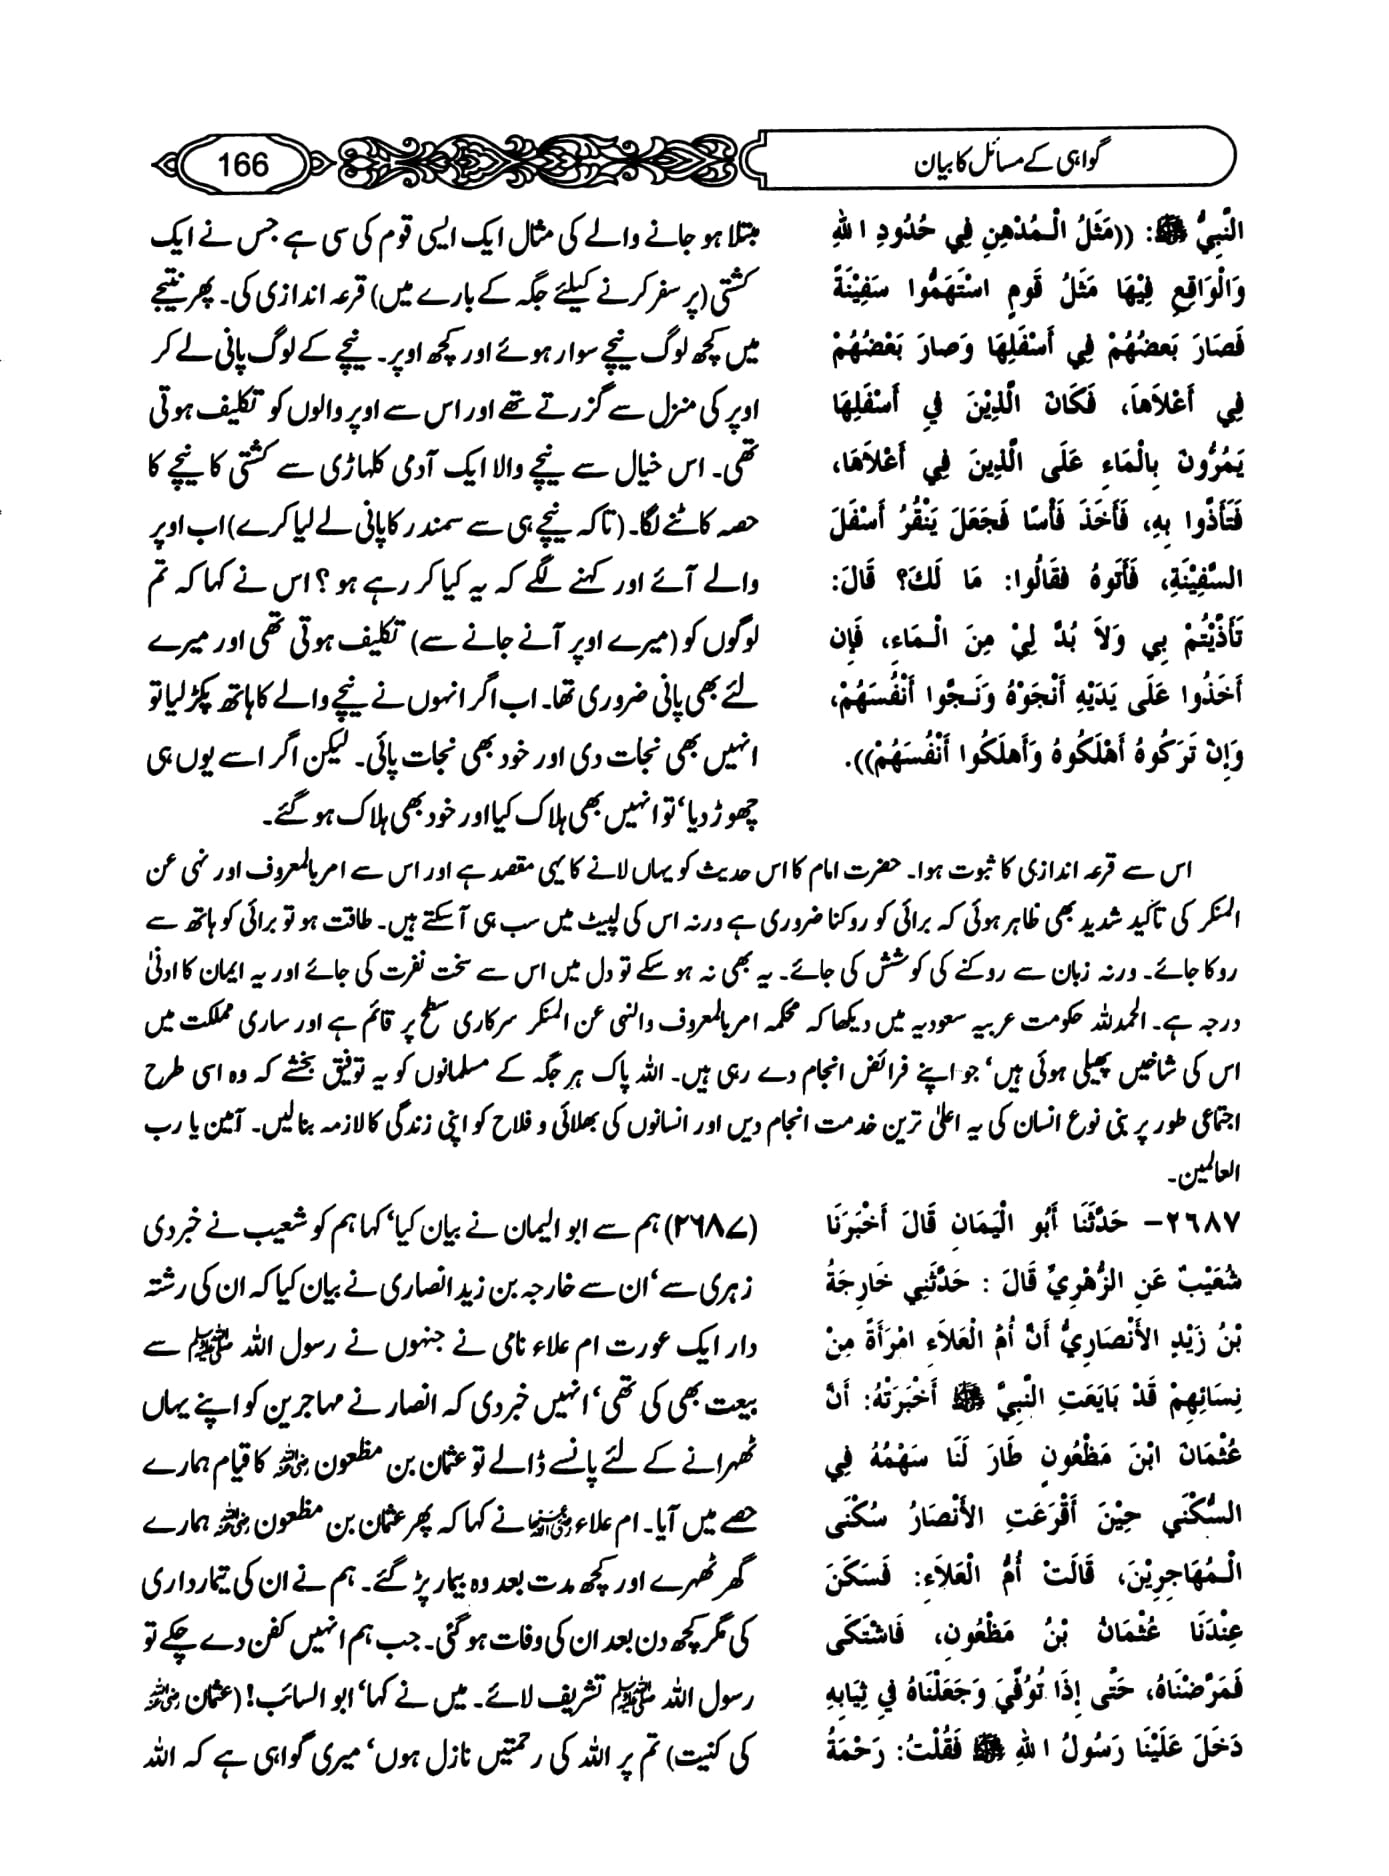 گواہی کے مسائل کا بیان
166
النَّبِيُّ ﷺ: ((مَثَلُ الْـمُدْهِنِ فِي حُدُودِ اللهِ
وَالْوَاقِعِ فِيْهَا مَثَلُ قَومٍ اسْتَهَمُوا سَفِيْنَةً
فَصَارَ بَعضُهُمْ فِي أَسْفَلِهَا وَصارَ بَعْضُهُمْ
فِي أَعْلاَهَا، فَكَانَ الَّذِيْنَ فِي أَسْفَلِهَا
يَمُرُّونَ بِالْمَاءِ عَلَى الَّذِينَ فِي أَعْلاَهَا،
فَتَأَذَّوا بِهِ، فَأَخَذَ فَأْسًا فَجَعَلَ يَنْقُرُ أَسْفَلَ
السَّفِيْنَةِ، فَأَتَوهُ فَقَالُوا: مَا لَكَ؟ قَالَ:
تَأَذَّيْتُمْ بِي وَلاَ بُدَّ لِيْ مِنَ الْـمَاءِ، فَإِن
أَخَذُوا عَلَى يَدَيْهِ أَنْجَوْهُ وَنَـجَّوا أَنْفُسَهُمْ،
وَإِنْ تَرَكُوهُ أَهْلَكُوهُ وَأَهلَكُوا أَنْفُسَهُمْ)).
مبتلا ہو جانے والے کی مثال ایک ایسی قوم کی سی ہے جس نے ایک
کشتی (پر سفر کرنے کیلئے جگہ کے بارے میں) قرعہ اندازی کی۔ پھر نتیجے
میں کچھ لوگ نیچے سوار ہوئے اور کچھ اوپر۔ نیچے کے لوگ پانی لے کر
اوپر کی منزل سے گزرتے تھے اور اس سے اوپر والوں کو تکلیف ہوتی
تھی۔ اس خیال سے نیچے والا ایک آدمی کلہاڑی سے کشتی کا نیچے کا
حصہ کاٹنے لگا۔ (تاکہ نیچے ہی سے سمندر کا پانی لے لیا کرے) اب اوپر
والے آئے اور کہنے لگے کہ یہ کیا کر رہے ہو؟ اس نے کہا کہ تم
لوگوں کو (میرے اوپر آنے جانے سے) تکلیف ہوتی تھی اور میرے
لئے بھی پانی ضروری تھا۔ اب اگر انہوں نے نیچے والے کا ہاتھ پکڑ لیا تو
انہیں بھی نجات دی اور خود بھی نجات پائی۔ لیکن اگر اسے یوں ہی
چھوڑ دیا‘ تو انہیں بھی ہلاک کیا اور خود بھی ہلاک ہو گئے۔
اس سے قرعہ اندازی کا ثبوت ہوا۔ حضرت امام کا اس حدیث کو یہاں لانے کا یہی مقصد ہے اور اس سے امر بالمعروف اور نہی عن
المنکر کی تاکید شدید بھی ظاہر ہوئی کہ برائی کو روکنا ضروری ہے ورنہ اس کی لپیٹ میں سب ہی آ سکتے ہیں۔ طاقت ہو تو برائی کو ہاتھ سے
روکا جائے۔ ورنہ زبان سے روکنے کی کوشش کی جائے۔ یہ بھی نہ ہو سکے تو دل میں اس سے سخت نفرت کی جائے اور یہ ایمان کا ادنیٰ
درجہ ہے۔ الحمدللہ حکومت عربیہ سعودیہ میں دیکھا کہ محکمہ امر بالمعروف والنہی عن المنکر سرکاری سطح پر قائم ہے اور ساری مملکت میں
اس کی شاخیں پھیلی ہوئی ہیں‘ جو اپنے فرائض انجام دے رہی ہیں۔ اللہ پاک ہر جگہ کے مسلمانوں کو یہ توفیق بخشے کہ وہ اسی طرح
اجتماعی طور پر بنی نوع انسان کی یہ اعلیٰ ترین خدمت انجام دیں اور انسانوں کی بھلائی و فلاح کو اپنی زندگی کا لازمہ بنا لیں۔ آمین یا رب
العالمین۔
٢٦٨٧- حَدَّثَنَا أَبُو الْيَمَانِ قَالَ أَخْبَرَنَا
شُعَيْبٌ عَنِ الزُّهْرِيِّ قَالَ : حَدَّثَنِي خَارِجَةُ
بْنُ زَيْدٍ الأَنْصَارِيُّ أَنَّ أُمَّ الْعَلاَءِ امْرَأَةً مِنْ
نِسَائِهِمْ قَدْ بَايَعَتِ النَّبِيَّ ﷺ أَخْبَرَتْهُ: أَنَّ
عُثْمَانَ ابْنَ مَظْعُونٍ طَارَ لَنَا سَهْمُهُ فِي
السُّكْنَى حِيْنَ أَقْرَعَتِ الأَنْصَارُ سُكْنَى
الْـمُهَاجِرِيْنَ، قَالَتْ أُمُّ الْعَلاَءِ: فَسَكَنَ
عِنْدَنَا عُثْمَانُ بْنُ مَظْعُونٍ، فَاشْتَكَى
فَمَرَّضْنَاهُ، حَتَّى إِذَا تُوُفِّيَ وَجَعَلْنَاهُ فِي ثِيَابِهِ
دَخَلَ عَلَيْنَا رَسُولُ اللهِ ﷺ فَقُلْتُ: رَحْمَةُ
(۲۶۸۷) ہم سے ابوالیمان نے بیان کیا‘ کہا ہم کو شعیب نے خبر دی
زہری سے‘ ان سے خارجہ بن زید انصاری نے بیان کیا کہ ان کی رشتہ
دار ایک عورت ام علاء نامی نے جنہوں نے رسول اللہ ﷺ سے
بیعت بھی کی تھی‘ انہیں خبر دی کہ انصار نے مہاجرین کو اپنے یہاں
ٹھہرانے کے لئے پانسے ڈالے تو عثمان بن مظعون رضی اللہ عنہ کا قیام ہمارے
حصے میں آیا۔ ام علاء رضی اللہ عنہا نے کہا کہ پھر عثمان بن مظعون رضی اللہ عنہ ہمارے
گھر ٹھہرے اور کچھ مدت بعد وہ بیمار پڑ گئے۔ ہم نے ان کی تیمارداری
کی مگر کچھ دن بعد ان کی وفات ہو گئی۔ جب ہم انہیں کفن دے چکے تو
رسول اللہ ﷺ تشریف لائے۔ میں نے کہا‘ ابوالسائب! (عثمان رضی اللہ عنہ
کی کنیت) تم پر اللہ کی رحمتیں نازل ہوں‘ میری گواہی ہے کہ اللہ